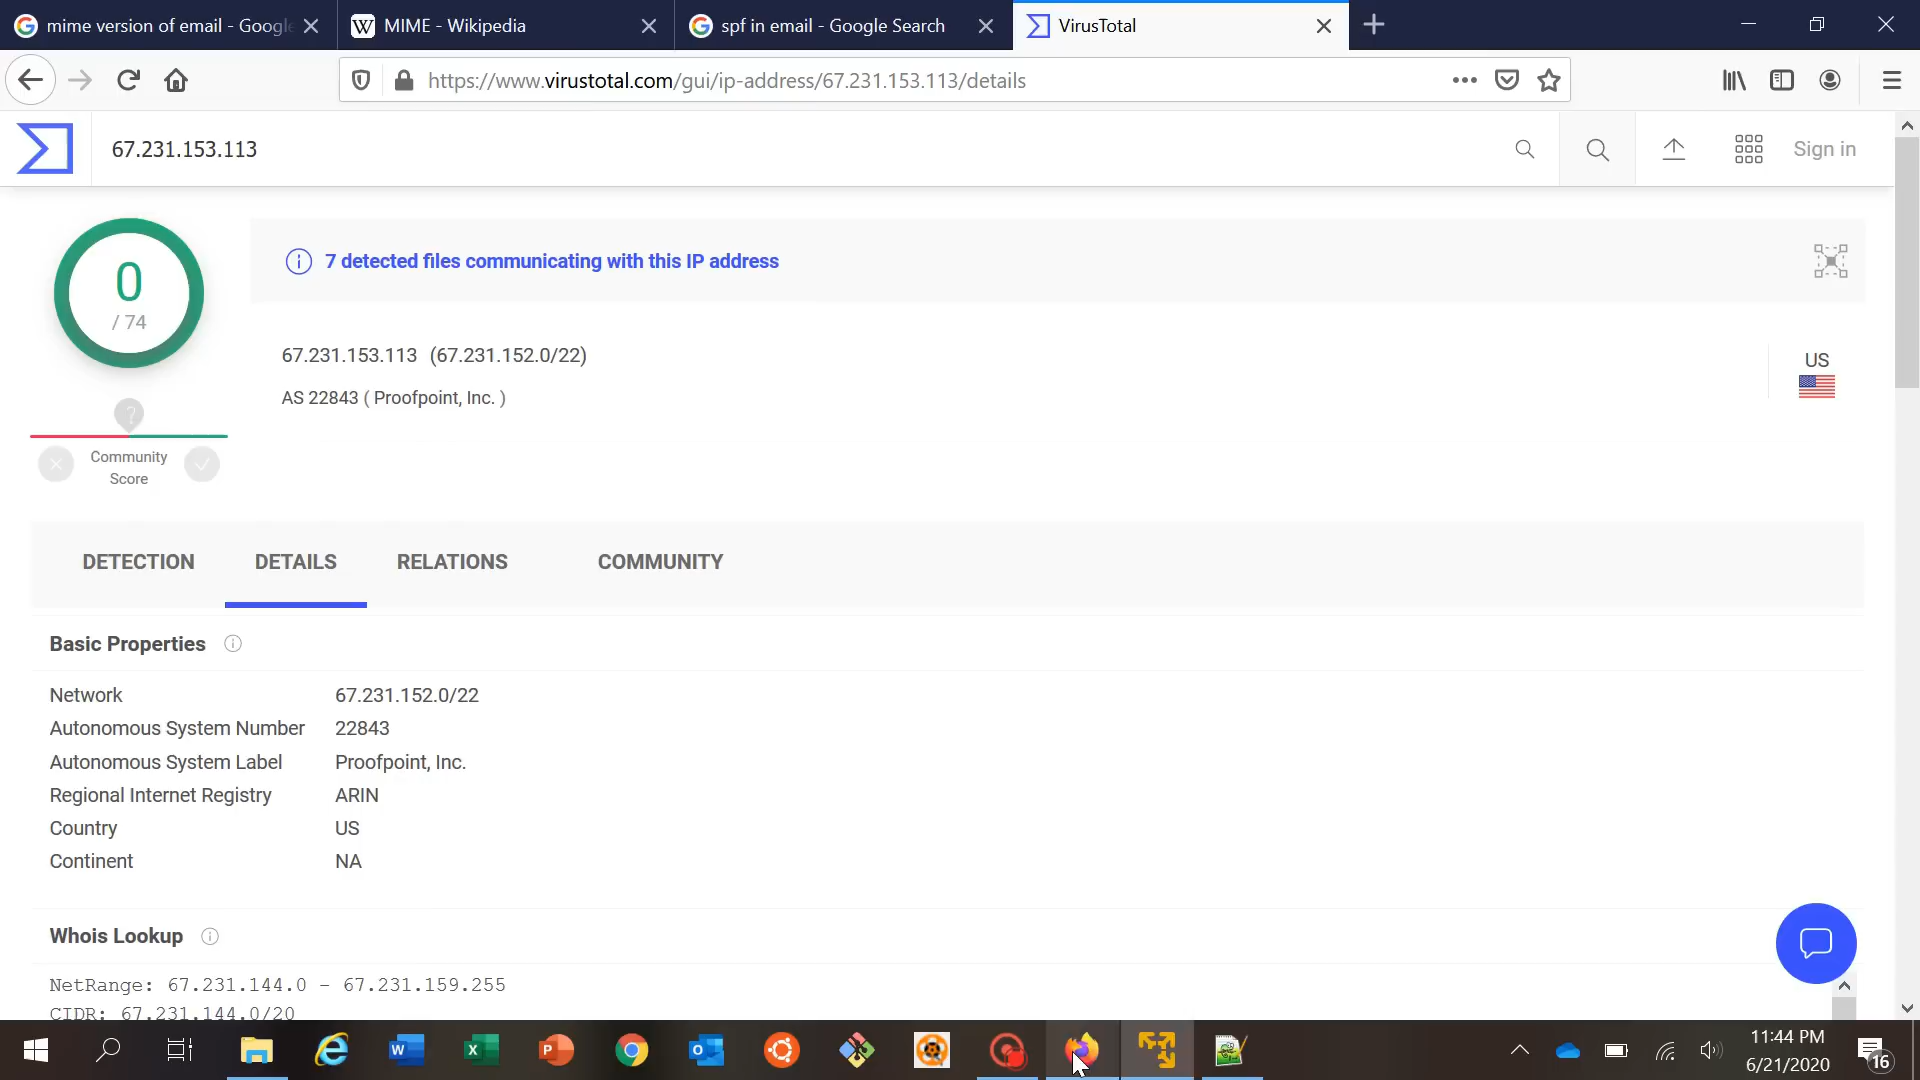 mime version of email - Google
MIME - Wikipedia
spf in email - Google Search
VirusTotal
https://www.virustotal.com/gui/ip-address/67.231.153.113/details
67.231.153.113
Sign in
0
/ 74
7 detected files communicating with this IP address
67.231.153.113 (67.231.152.0/22)
AS 22843 ( Proofpoint, Inc. )
US
?
Community
Score
DETECTION
DETAILS
RELATIONS
COMMUNITY
Basic Properties
Network 67.231.152.0/22
Autonomous System Number 22843
Autonomous System Label Proofpoint, Inc.
Regional Internet Registry ARIN
Country US
Continent NA
Whois Lookup
NetRange: 67.231.144.0 - 67.231.159.255
CIDR: 67.231.144.0/20
11:44 PM
6/21/2020
16